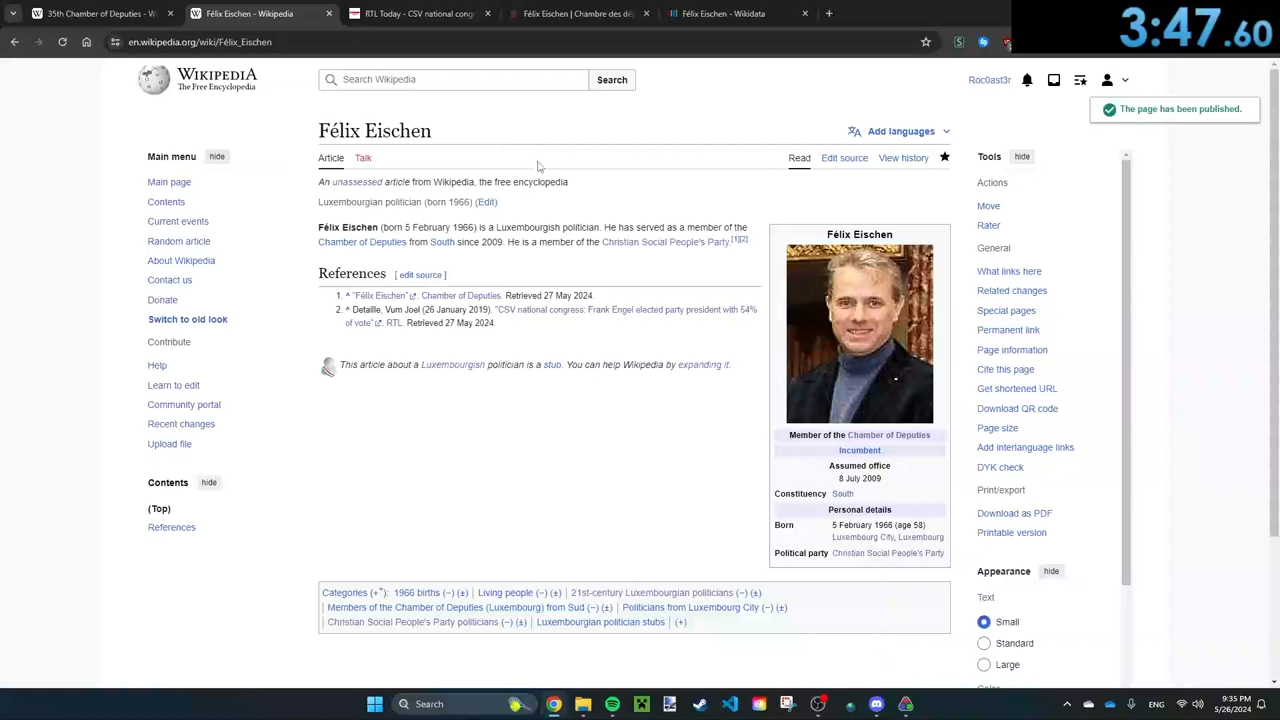 35th Chamber of Deputies - W
Félix Eischen - Wikipedia
RTL Today - CSV national cong
Félix Eischen | Chambre des dé
Félix Eischen - Wikidata
3:47.60
en.wikipedia.org/wiki/Félix_Eischen
WIKIPEDIA
The Free Encyclopedia
Search Wikipedia
Search
Roc0ast3r
The page has been published.
Félix Eischen
Add languages
Article
Talk
Read
Edit source
View history
An unassessed article from Wikipedia, the free encyclopedia
Luxembourgian politician (born 1966) (Edit)
Félix Eischen (born 5 February 1966) is a Luxembourgish politician. He has served as a member of the
Chamber of Deputies from South since 2009. He is a member of the Christian Social People's Party.[1][2]
References [ edit source ]
1. ^ "Félix Eischen". Chamber of Deputies. Retrieved 27 May 2024.
2. ^ Detaille, Vum Joel (26 January 2019). "CSV national congress: Frank Engel elected party president with 54%
of vote". RTL. Retrieved 27 May 2024.
This article about a Luxembourgish politician is a stub. You can help Wikipedia by expanding it.
Félix Eischen
Member of the Chamber of Deputies
Incumbent
Assumed office
8 July 2009
Constituency South
Personal details
Born 5 February 1966 (age 58)
Luxembourg City, Luxembourg
Political party Christian Social People's Party
Categories (+⁺): 1966 births (−) (±) | Living people (−) (±) | 21st-century Luxembourgian politicians (−) (±)
| Members of the Chamber of Deputies (Luxembourg) from Sud (−) (±) | Politicians from Luxembourg City (−) (±)
| Christian Social People's Party politicians (−) (±) | Luxembourgian politician stubs | (+)
Main menu hide
Main page
Contents
Current events
Random article
About Wikipedia
Contact us
Donate
Switch to old look
Contribute
Help
Learn to edit
Community portal
Recent changes
Upload file
Contents hide
(Top)
References
Tools hide
Actions
Move
Rater
General
What links here
Related changes
Special pages
Permanent link
Page information
Cite this page
Get shortened URL
Download QR code
Page size
Add interlanguage links
DYK check
Print/export
Download as PDF
Printable version
Appearance hide
Text
Small
Standard
Large
Search
ENG
9:35 PM
5/26/2024